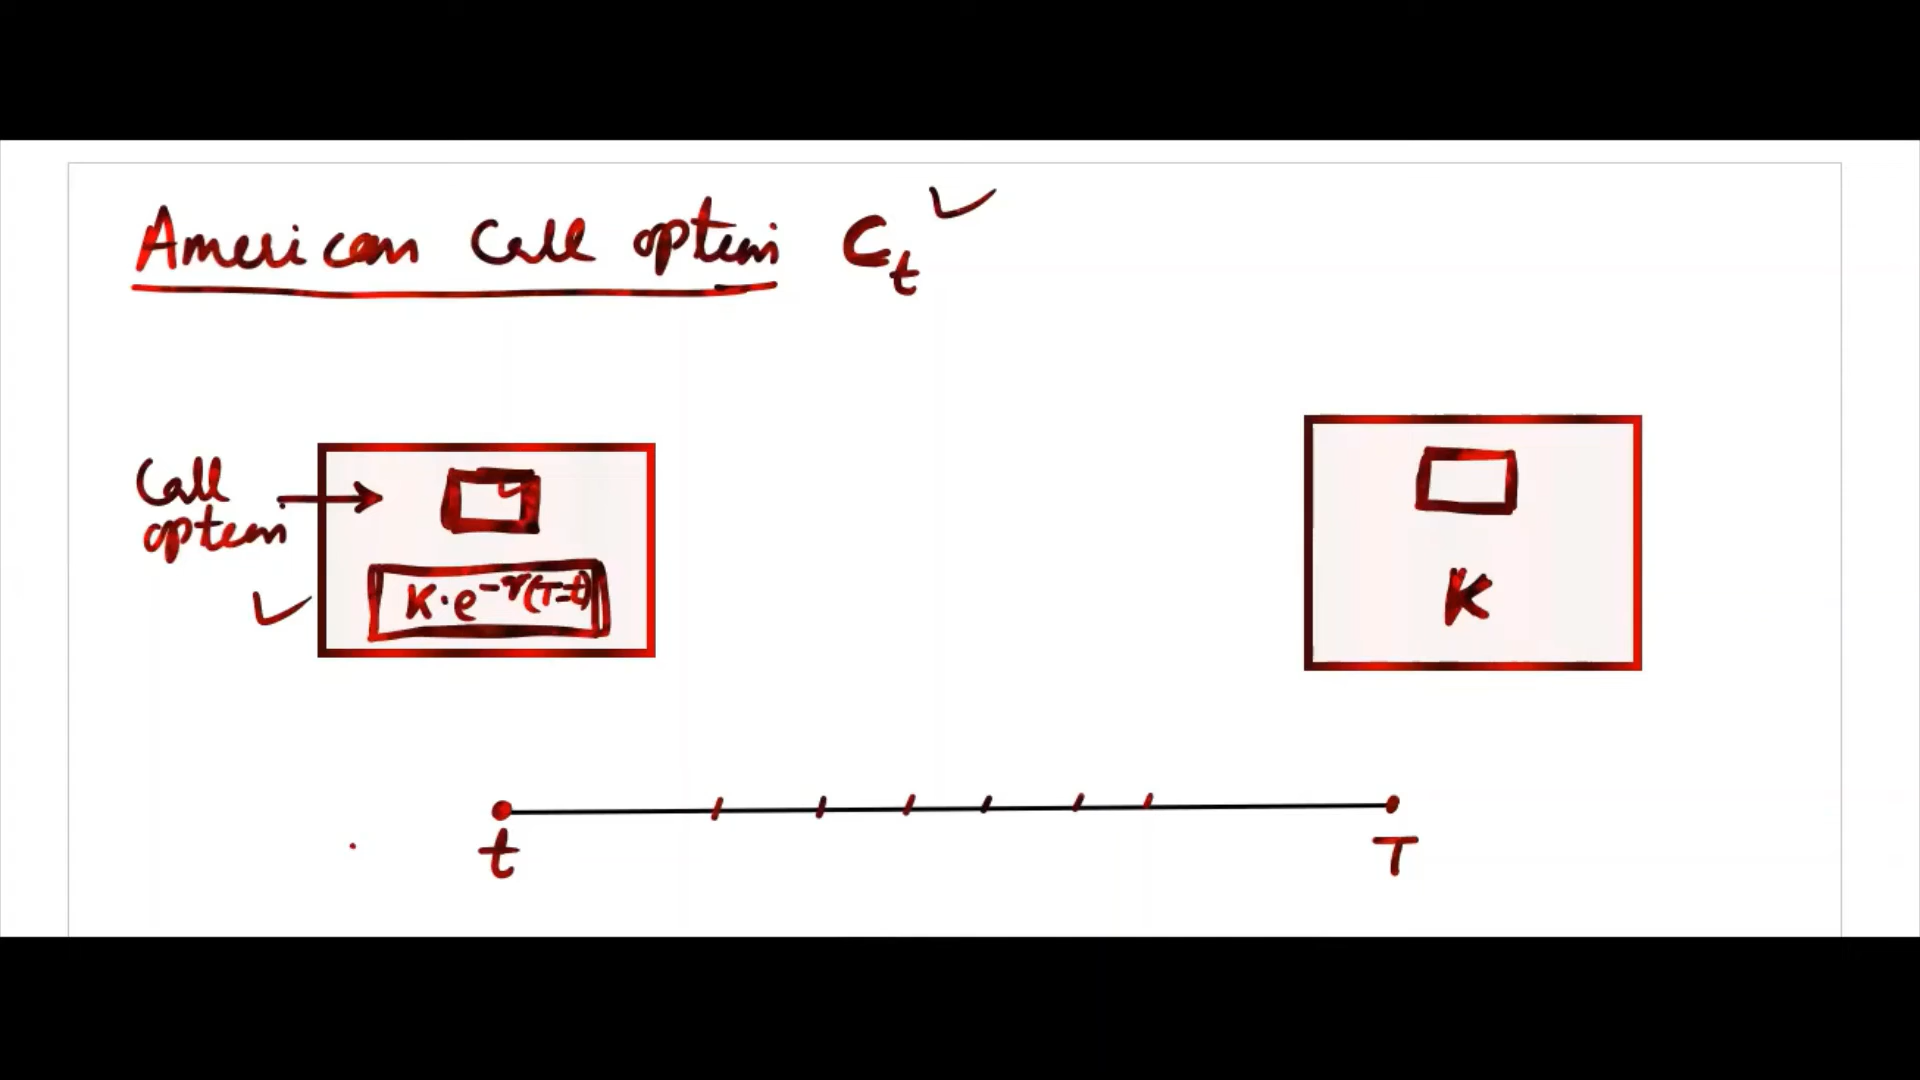 American Call option C_t
Call
option
K·e^{-r(T-t)}
K
t
T